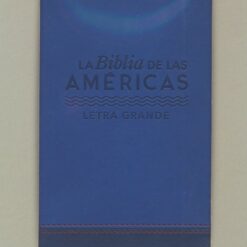 LA Biblia DE LAS
AMÉRICAS
LETRA GRANDE